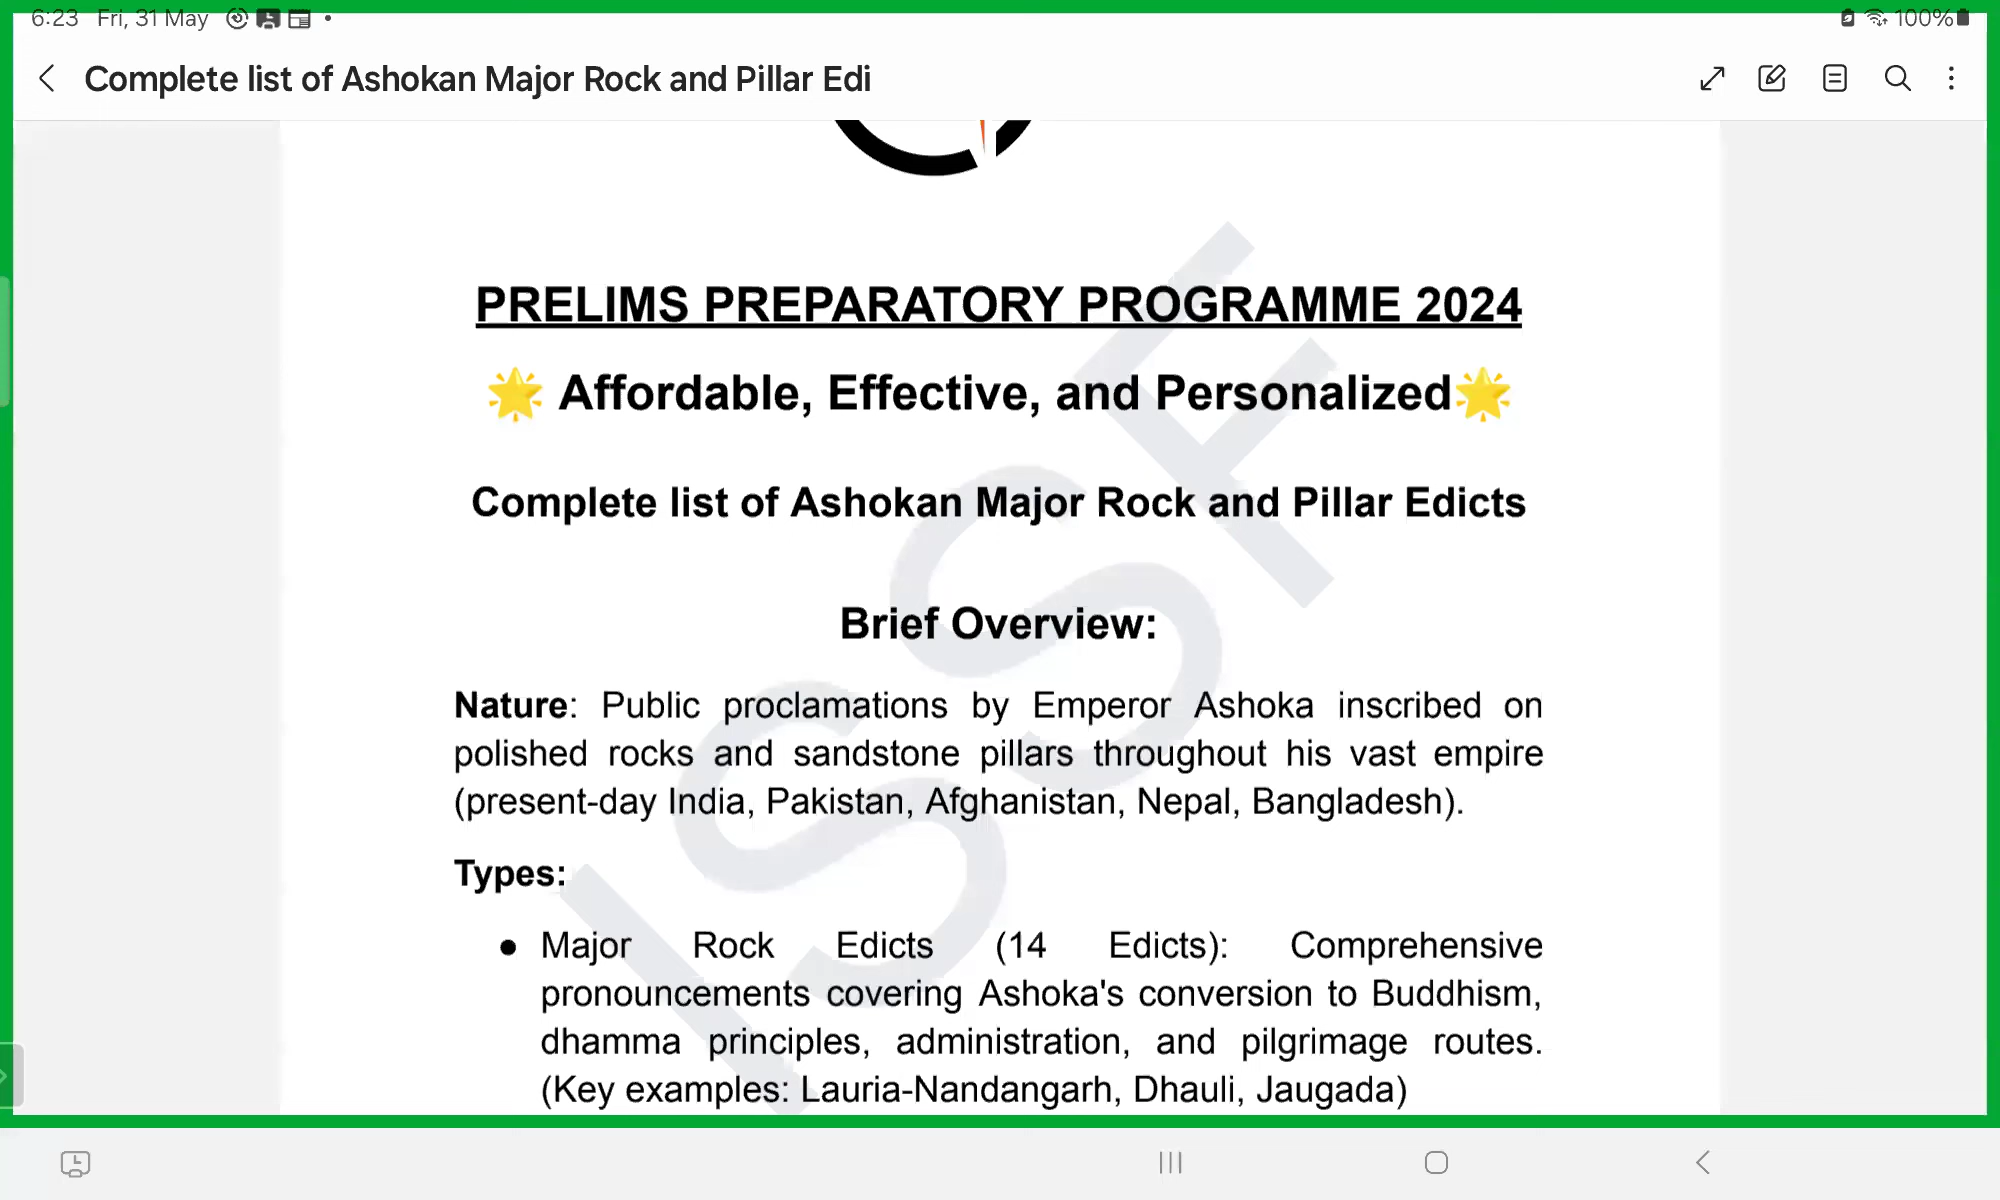 6:23 Fri, 31 May 100%
Complete list of Ashokan Major Rock and Pillar Edi
PRELIMS PREPARATORY PROGRAMME 2024
🌟 Affordable, Effective, and Personalized🌟
Complete list of Ashokan Major Rock and Pillar Edicts
Brief Overview:
Nature: Public proclamations by Emperor Ashoka inscribed on
polished rocks and sandstone pillars throughout his vast empire
(present-day India, Pakistan, Afghanistan, Nepal, Bangladesh).
Types:
● Major Rock Edicts (14 Edicts): Comprehensive
pronouncements covering Ashoka's conversion to Buddhism,
dhamma principles, administration, and pilgrimage routes.
(Key examples: Lauria-Nandangarh, Dhauli, Jaugada)
ISSF